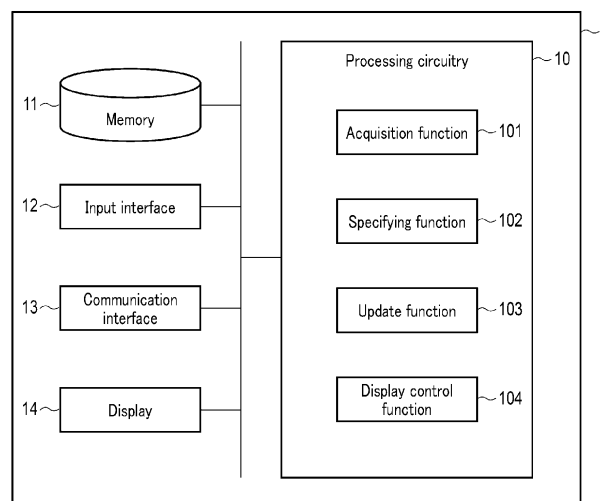 Processing circuitry
10
11
Memory
Acquisition function
101
12
Input interface
Specifying function
102
13
Communication
interface
Update function
103
14
Display
Display control
function
104